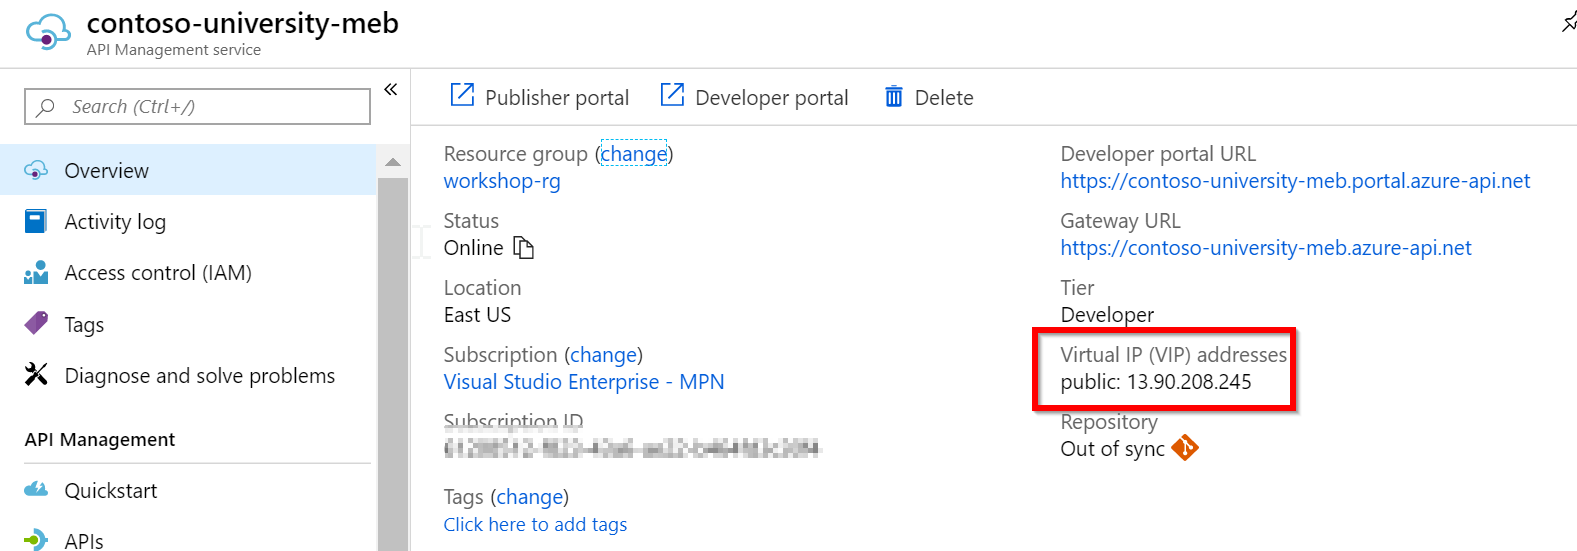 contoso-university-meb
API Management service
Search (Ctrl+/)
«
Overview
Activity log
Access control (IAM)
Tags
Diagnose and solve problems
API Management
Quickstart
APIs
Publisher portal
Developer portal
Delete
Resource group (change)
workshop-rg
Status
Online
Location
East US
Subscription (change)
Visual Studio Enterprise - MPN
Subscription ID
Tags (change)
Click here to add tags
Developer portal URL
https://contoso-university-meb.portal.azure-api.net
Gateway URL
https://contoso-university-meb.azure-api.net
Tier
Developer
Virtual IP (VIP) addresses
public: 13.90.208.245
Repository
Out of sync